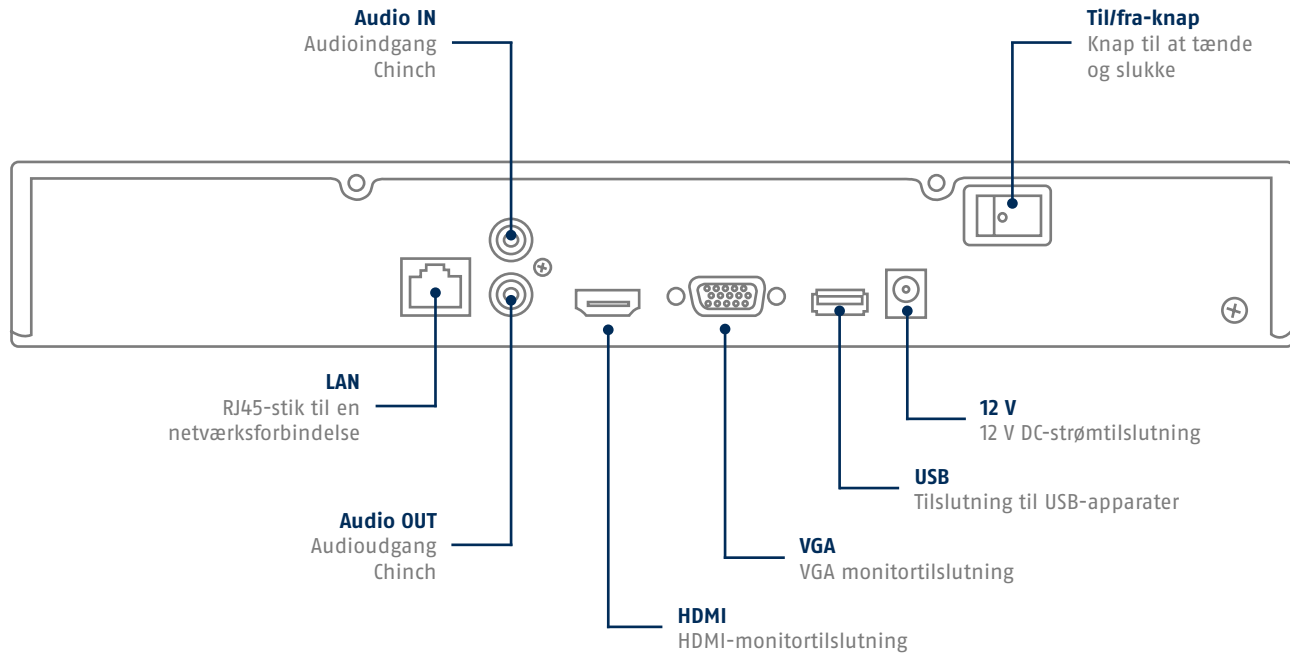 Audio IN
Audioindgang
Chinch
Til/fra-knap
Knap til at tænde
og slukke
LAN
RJ45-stik til en
netværksforbindelse
12 V
12 V DC-strømtilslutning
USB
Tilslutning til USB-apparater
Audio OUT
Audioudgang
Chinch
VGA
VGA monitortilslutning
HDMI
HDMI-monitortilslutning